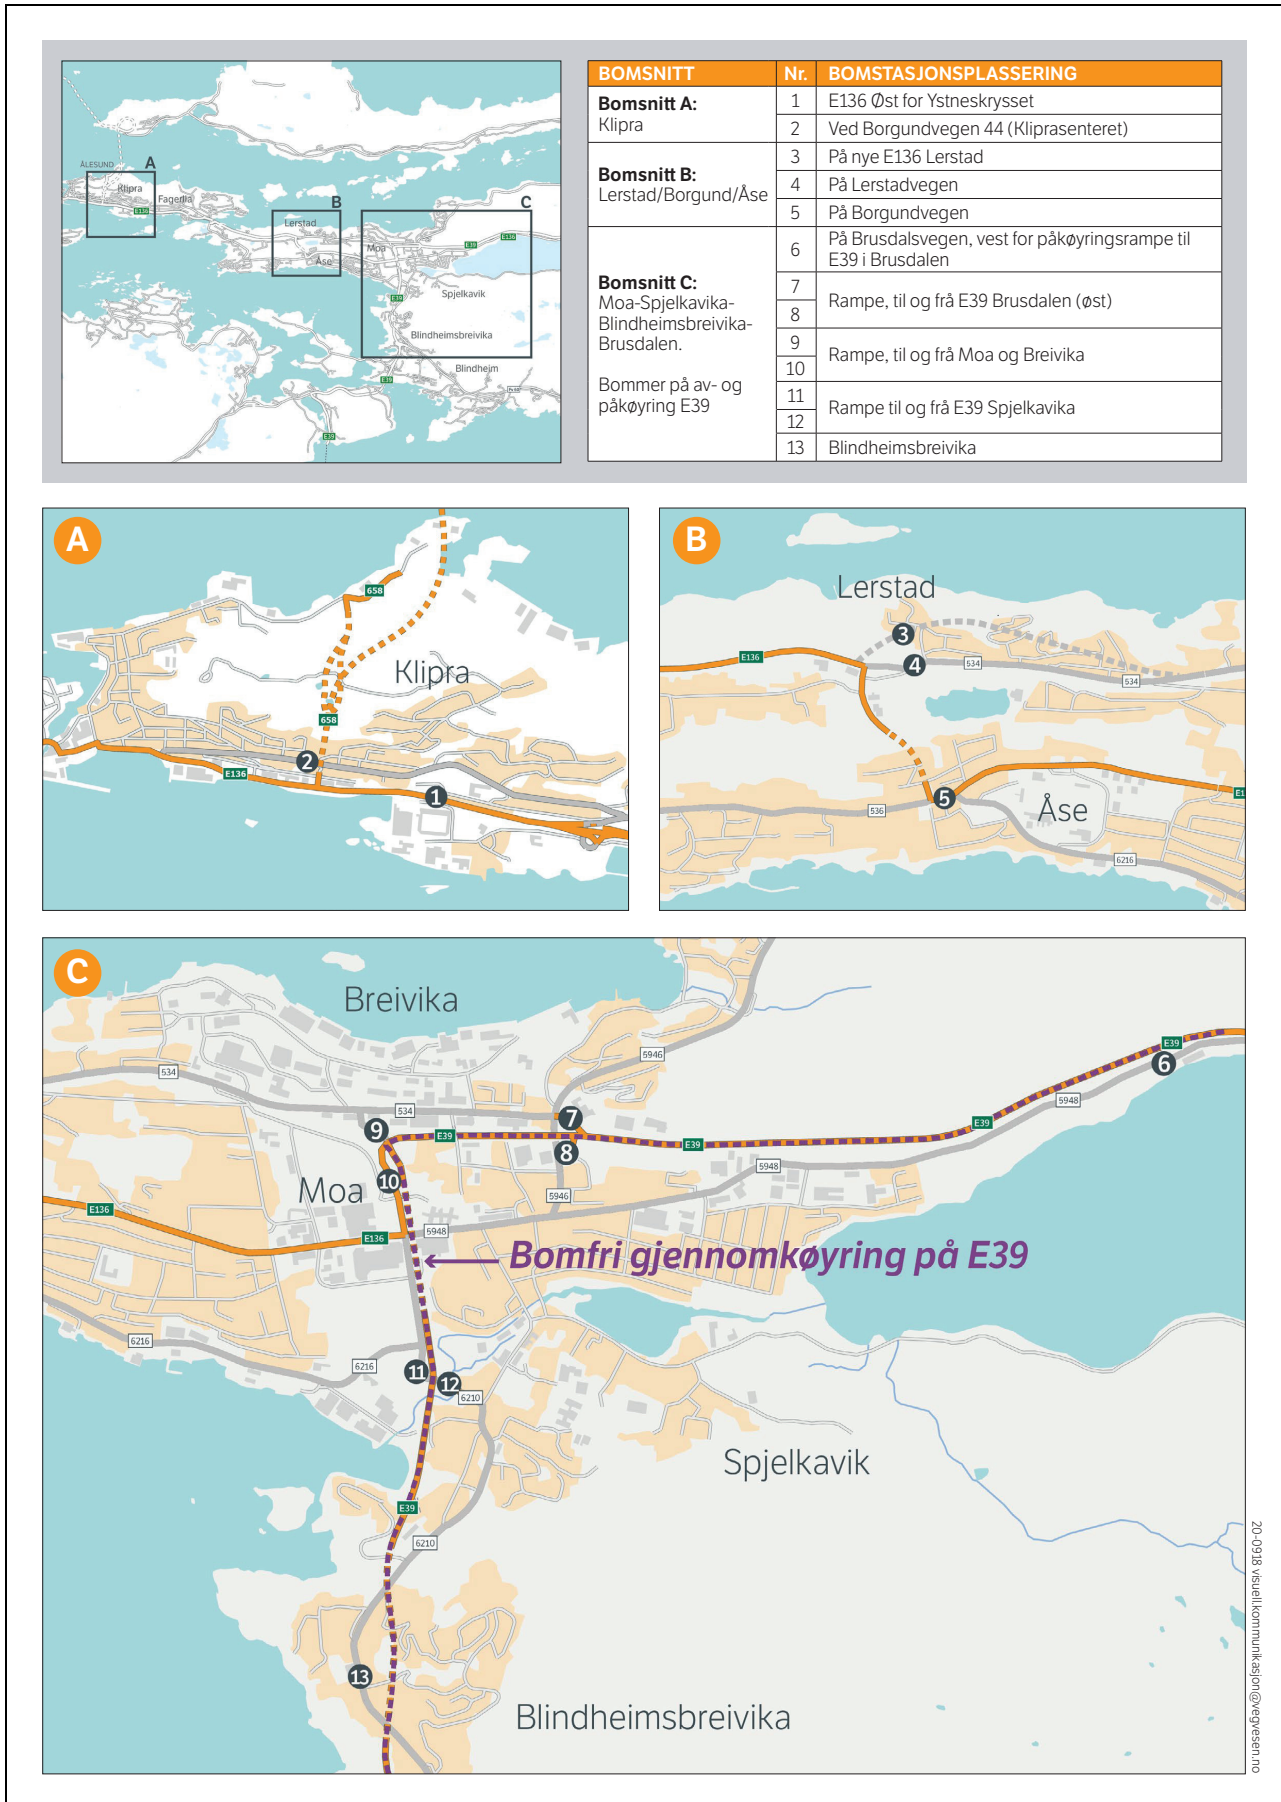 ÅLESUND
A
Klipra
Fagerlia
E136
B
Lerstad
Åse
C
Moa
E39
E136
Spjelkavik
E39
Blindheimsbreivika
Blindheim
E39
E39
BOMSNITT Nr. BOMSTASJONSPLASSERING
Bomsnitt A:
Klipra
1 E136 Øst for Ystneskrysset
2 Ved Borgundvegen 44 (Kliprasenteret)
Bomsnitt B:
Lerstad/Borgund/Åse
3 På nye E136 Lerstad
4 På Lerstadvegen
5 På Borgundvegen
Bomsnitt C:
Moa-Spjelkavika-
Blindheimsbreivika-
Brusdalen.
Bommer på av- og
påkøyring E39
6 På Brusdalsvegen, vest for påkøyringsrampe til
E39 i Brusdalen
7
8
Rampe, til og frå E39 Brusdalen (øst)
9
10
Rampe, til og frå Moa og Breivika
11
12
Rampe til og frå E39 Spjelkavika
13 Blindheimsbreivika
A
658
Klipra
658
2
E136
1
B
Lerstad
3
E136
4
534
534
5
536
Åse
E1
6216
C
Breivika
5946
E39
6
534
5948
534
7
E39
9
E39
E39
8
5948
10
Moa
5946
E136
E136
5948
Bomfri gjennomkøyring på E39
6216
6216
11
12
6210
Spjelkavik
E39
6210
13
Blindheimsbreivika
20-0918 visuell.kommunikasjon@vegvesen.no